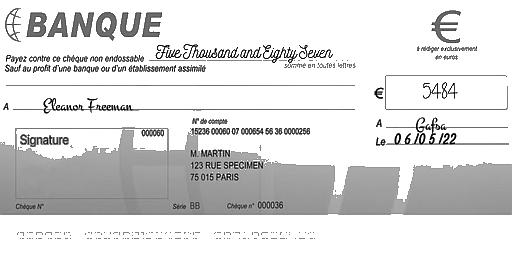 BANQUE
€
à rédiger exclusivement
en euros
Payez contre ce chèque non endossable Five Thousand and Eighty Seven
somme en toutes lettres
Sauf au profit d'une banque ou d'un établissement assimilé
€ 5484
A Eleanor Freeman
A Gafsa
Le 06/05/22
Signature
000060
N° de compte
15236 00060 07 000654 56 36 0000256
M. MARTIN
123 RUE SPECIMEN
75 015 PARIS
Chèque N° Série BB Chèque n° 000036